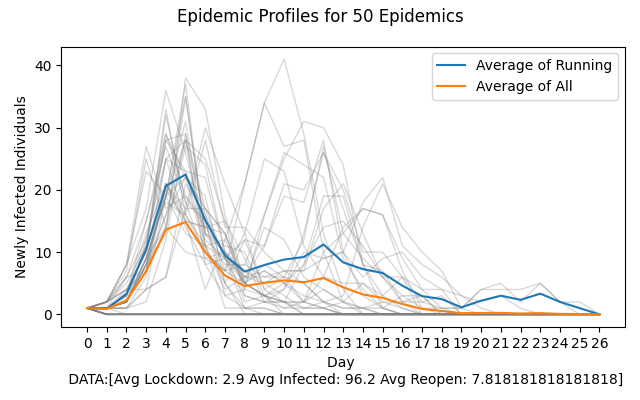 Epidemic Profiles for 50 Epidemics
Average of Running
Average of All
Newly Infected Individuals
40
30
20
10
0
0 1 2 3 4 5 6 7 8 9 10 11 12 13 14 15 16 17 18 19 20 21 22 23 24 25 26
Day
DATA:[Avg Lockdown: 2.9 Avg Infected: 96.2 Avg Reopen: 7.818181818181818]